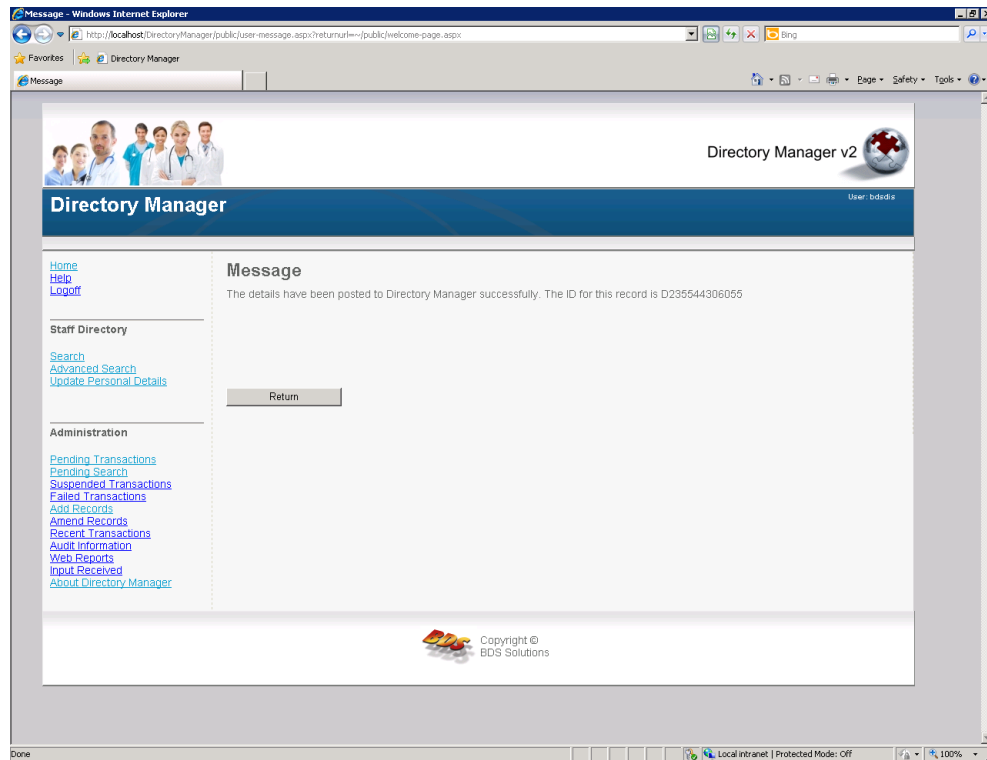 Message - Windows Internet Explorer
http://localhost/DirectoryManager/public/user-message.aspx?returnurl=~/public/welcome-page.aspx
Bing
Favorites
Directory Manager
Message
Page
Safety
Tools
Directory Manager v2
Directory Manager
User: bdsdis
Home
Help
Logoff
Staff Directory
Search
Advanced Search
Update Personal Details
Administration
Pending Transactions
Pending Search
Suspended Transactions
Failed Transactions
Add Records
Amend Records
Recent Transactions
Audit Information
Web Reports
Input Received
About Directory Manager
Message
The details have been posted to Directory Manager successfully. The ID for this record is D235544306055
Return
BDS
Copyright ©
BDS Solutions
Done
Local intranet | Protected Mode: Off
100%